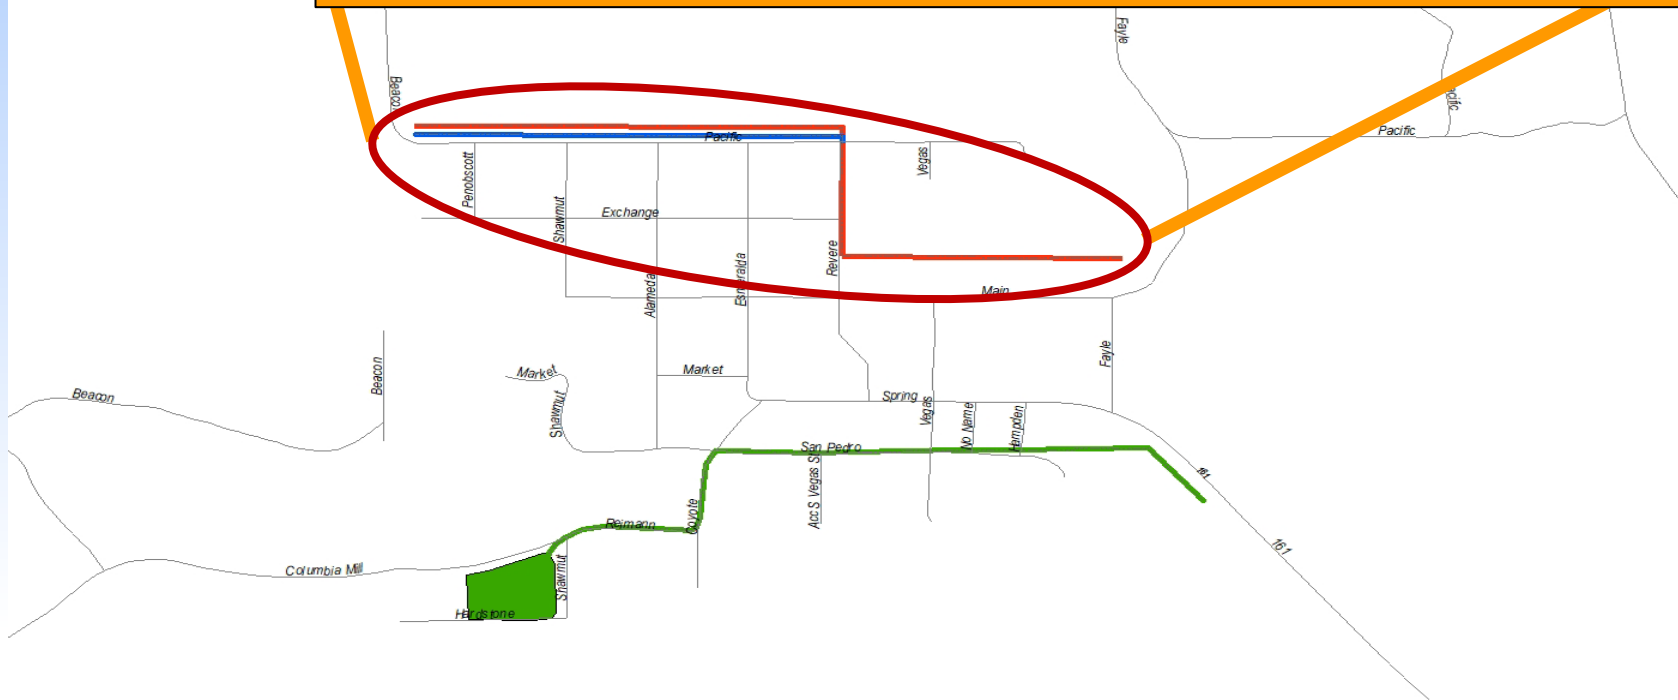 Fayle
Beacon
Pacific
Pacific
Pacific
Penobscott
Vegas
Shawmut
Exchange
Revere
Esmeralda
Alameda
Main
Fayle
Beacon
Market
Market
Beacon
Spring
Shawmut
Vegas
No Name
Hampden
San Pedro
161
Acc S Vegas St
Coyote
Reimann
161
Columbia Mill
Shawmut
Hardstone